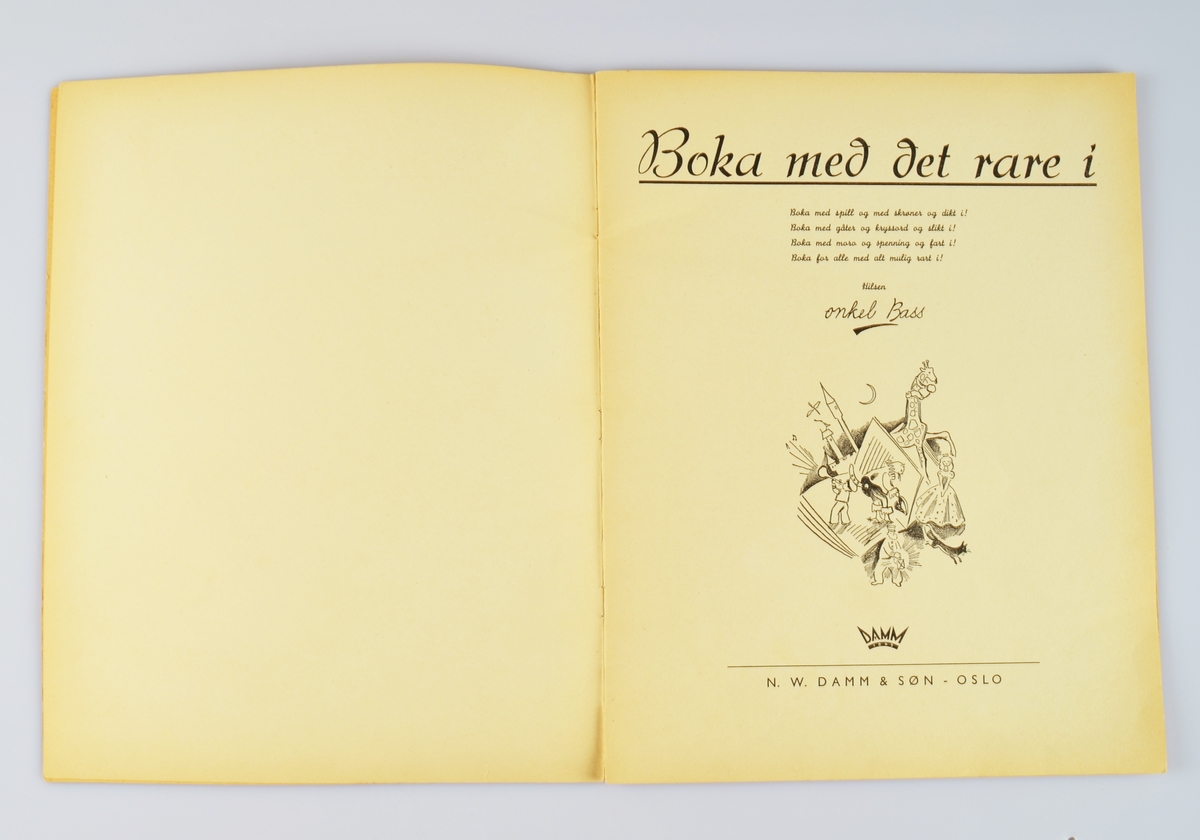 Boka med det rare i
Boka med spill og med skrøner og dikt i!
Boka med gåter og kryssord og slikt i!
Boka med moro og spenning og fart i!
Boka for alle med alt mulig rart i!
Hilsen
onkel Bass
DAMM
N. W. DAMM & SØN - OSLO